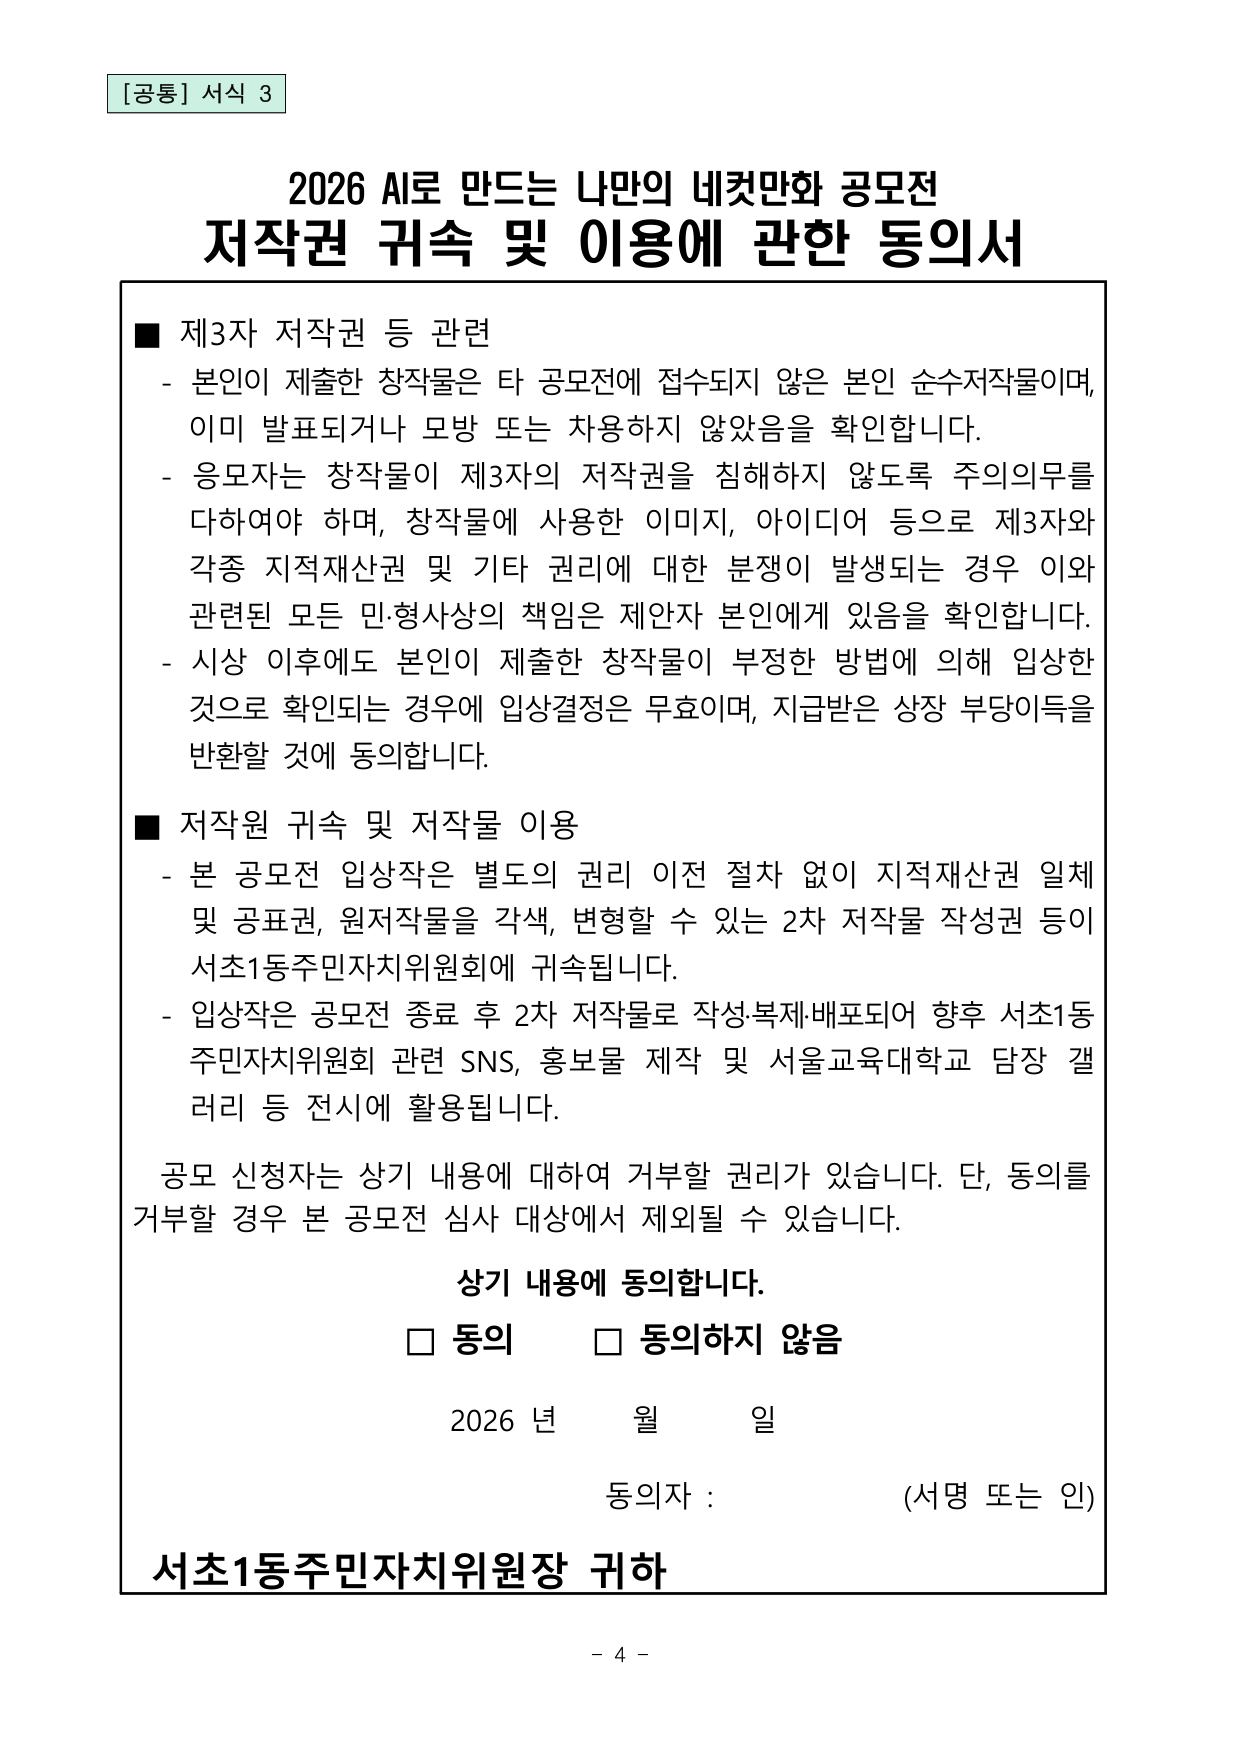 [공통] 서식 3
2026 AI로 만드는 나만의 네컷만화 공모전
저작권 귀속 및 이용에 관한 동의서
■ 제3자 저작권 등 관련
- 본인이 제출한 창작물은 타 공모전에 접수되지 않은 본인 순수저작물이며,
이미 발표되거나 모방 또는 차용하지 않았음을 확인합니다.
- 응모자는 창작물이 제3자의 저작권을 침해하지 않도록 주의의무를
다하여야 하며, 창작물에 사용한 이미지, 아이디어 등으로 제3자와
각종 지적재산권 및 기타 권리에 대한 분쟁이 발생되는 경우 이와
관련된 모든 민·형사상의 책임은 제안자 본인에게 있음을 확인합니다.
- 시상 이후에도 본인이 제출한 창작물이 부정한 방법에 의해 입상한
것으로 확인되는 경우에 입상결정은 무효이며, 지급받은 상장 부당이득을
반환할 것에 동의합니다.
■ 저작원 귀속 및 저작물 이용
- 본 공모전 입상작은 별도의 권리 이전 절차 없이 지적재산권 일체
및 공표권, 원저작물을 각색, 변형할 수 있는 2차 저작물 작성권 등이
서초1동주민자치위원회에 귀속됩니다.
- 입상작은 공모전 종료 후 2차 저작물로 작성·복제·배포되어 향후 서초1동
주민자치위원회 관련 SNS, 홍보물 제작 및 서울교육대학교 담장 갤
러리 등 전시에 활용됩니다.
공모 신청자는 상기 내용에 대하여 거부할 권리가 있습니다. 단, 동의를
거부할 경우 본 공모전 심사 대상에서 제외될 수 있습니다.
상기 내용에 동의합니다.
□ 동의 □ 동의하지 않음
2026 년 월 일
동의자 : (서명 또는 인)
서초1동주민자치위원장 귀하
- 4 -